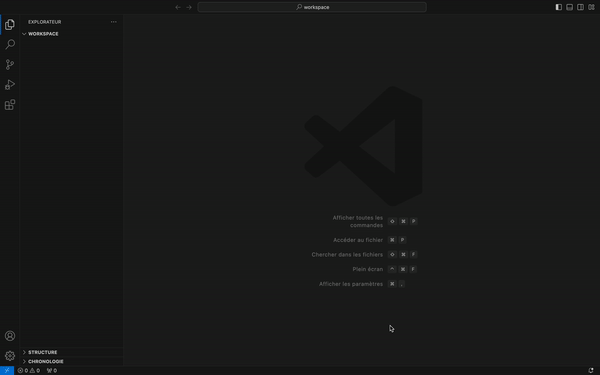 workspace
EXPLORATEUR
WORKSPACE
Afficher toutes les
commandes
⇧ ⌘ P
Accéder au fichier ⌘ P
Chercher dans les fichiers ⇧ ⌘ F
Plein écran ^ ⌘ F
Afficher les paramètres ⌘ ,
STRUCTURE
CHRONOLOGIE
0 0 0